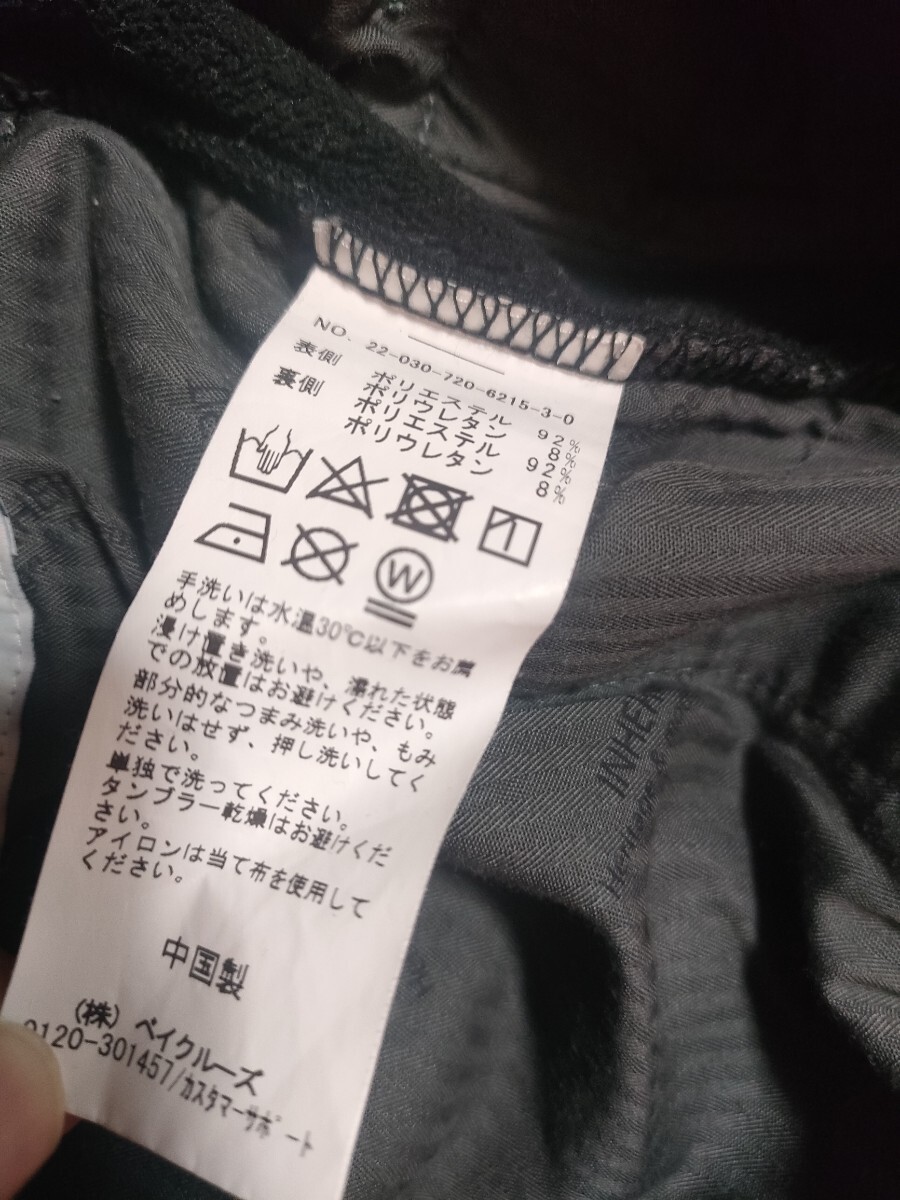 NO. 22-030-720-6215-3-0
表側 ポリエステル 92%
ポリウレタン 8%
裏側 ポリエステル 92%
ポリウレタン 8%
W
手洗いは水温30℃以下をお薦
めします。
浸け置き洗いや、濡れた状態
での放置はお避けください。
部分的なつまみ洗いや、もみ
洗いはせず、押し洗いしてく
ださい。
単独で洗ってください。
タンブラー乾燥はお避けくだ
さい。
アイロンは当て布を使用して
ください。
中国製
(株) ベイクルーズ
0120-301457/カスタマーサポート
INHER